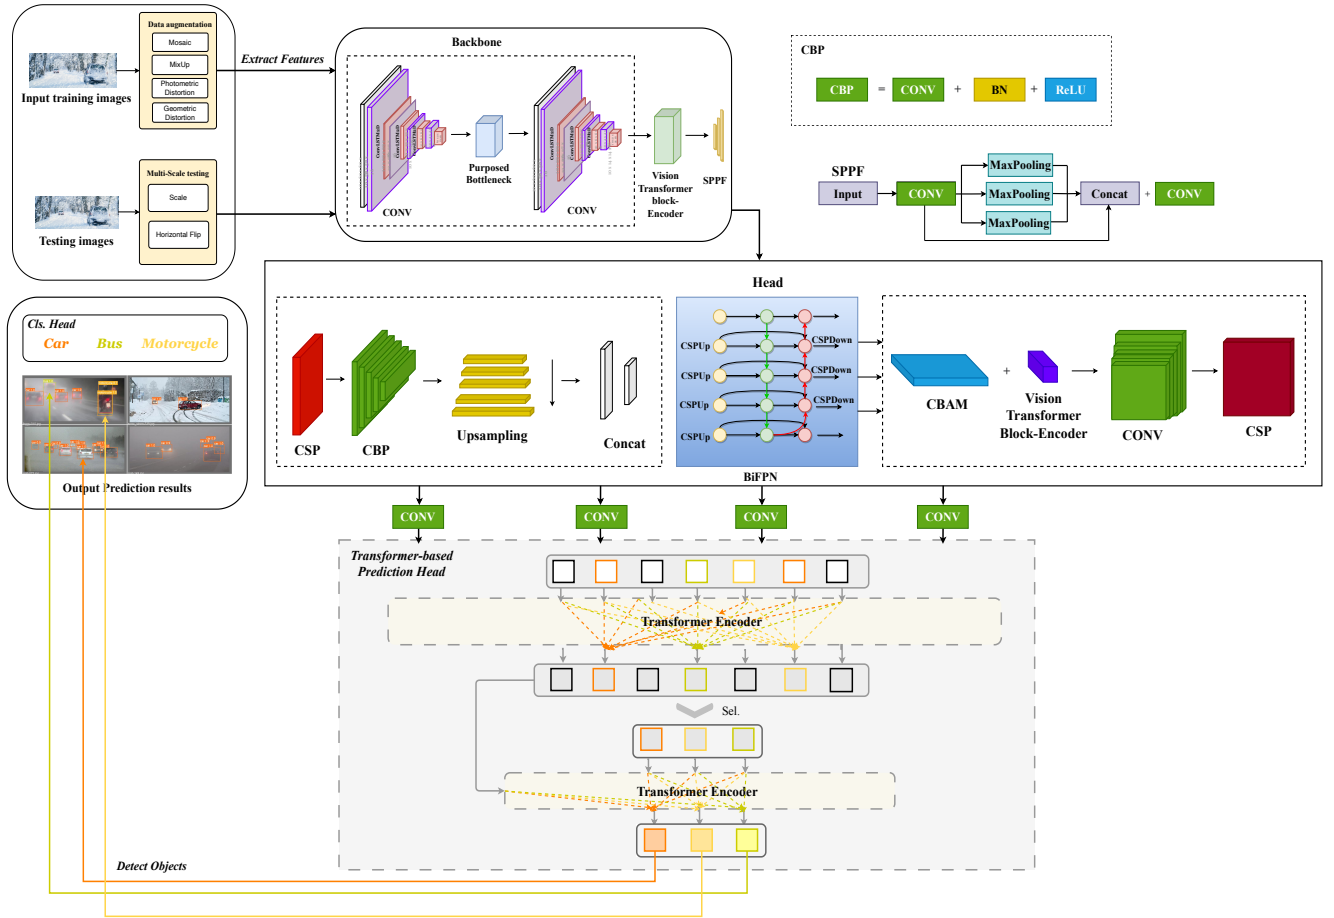 Data augmentation
Mosaic
MixUp
Photometric
Distortion
Geometric
Distortion
Input training images
Extract Features
Multi-Scale testing
Scale
Horizontal Flip
Testing images
Backbone
ConvLSTMaD
ConvLSTMaD
CONV
Purposed
Bottleneck
ConvLSTMaD
ConvLSTMaD
CONV
Vision
Transformer
block-
Encoder
SPPF
CBP
CBP = CONV + BN + ReLU
SPPF
Input
CONV
MaxPooling
MaxPooling
MaxPooling
Concat
+
CONV
Head
CSP
CBP
Upsampling
Concat
CSPUp
CSPUp
CSPUp
CSPUp
CSPDown
CSPDown
CSPDown
BiFPN
CBAM
+
Vision
Transformer
Block-Encoder
CONV
CSP
Cls. Head
Car Bus Motorcycle
Output Prediction results
CONV
CONV
CONV
CONV
Transformer-based
Prediction Head
Transformer Encoder
Sel.
Transformer Encoder
Detect Objects